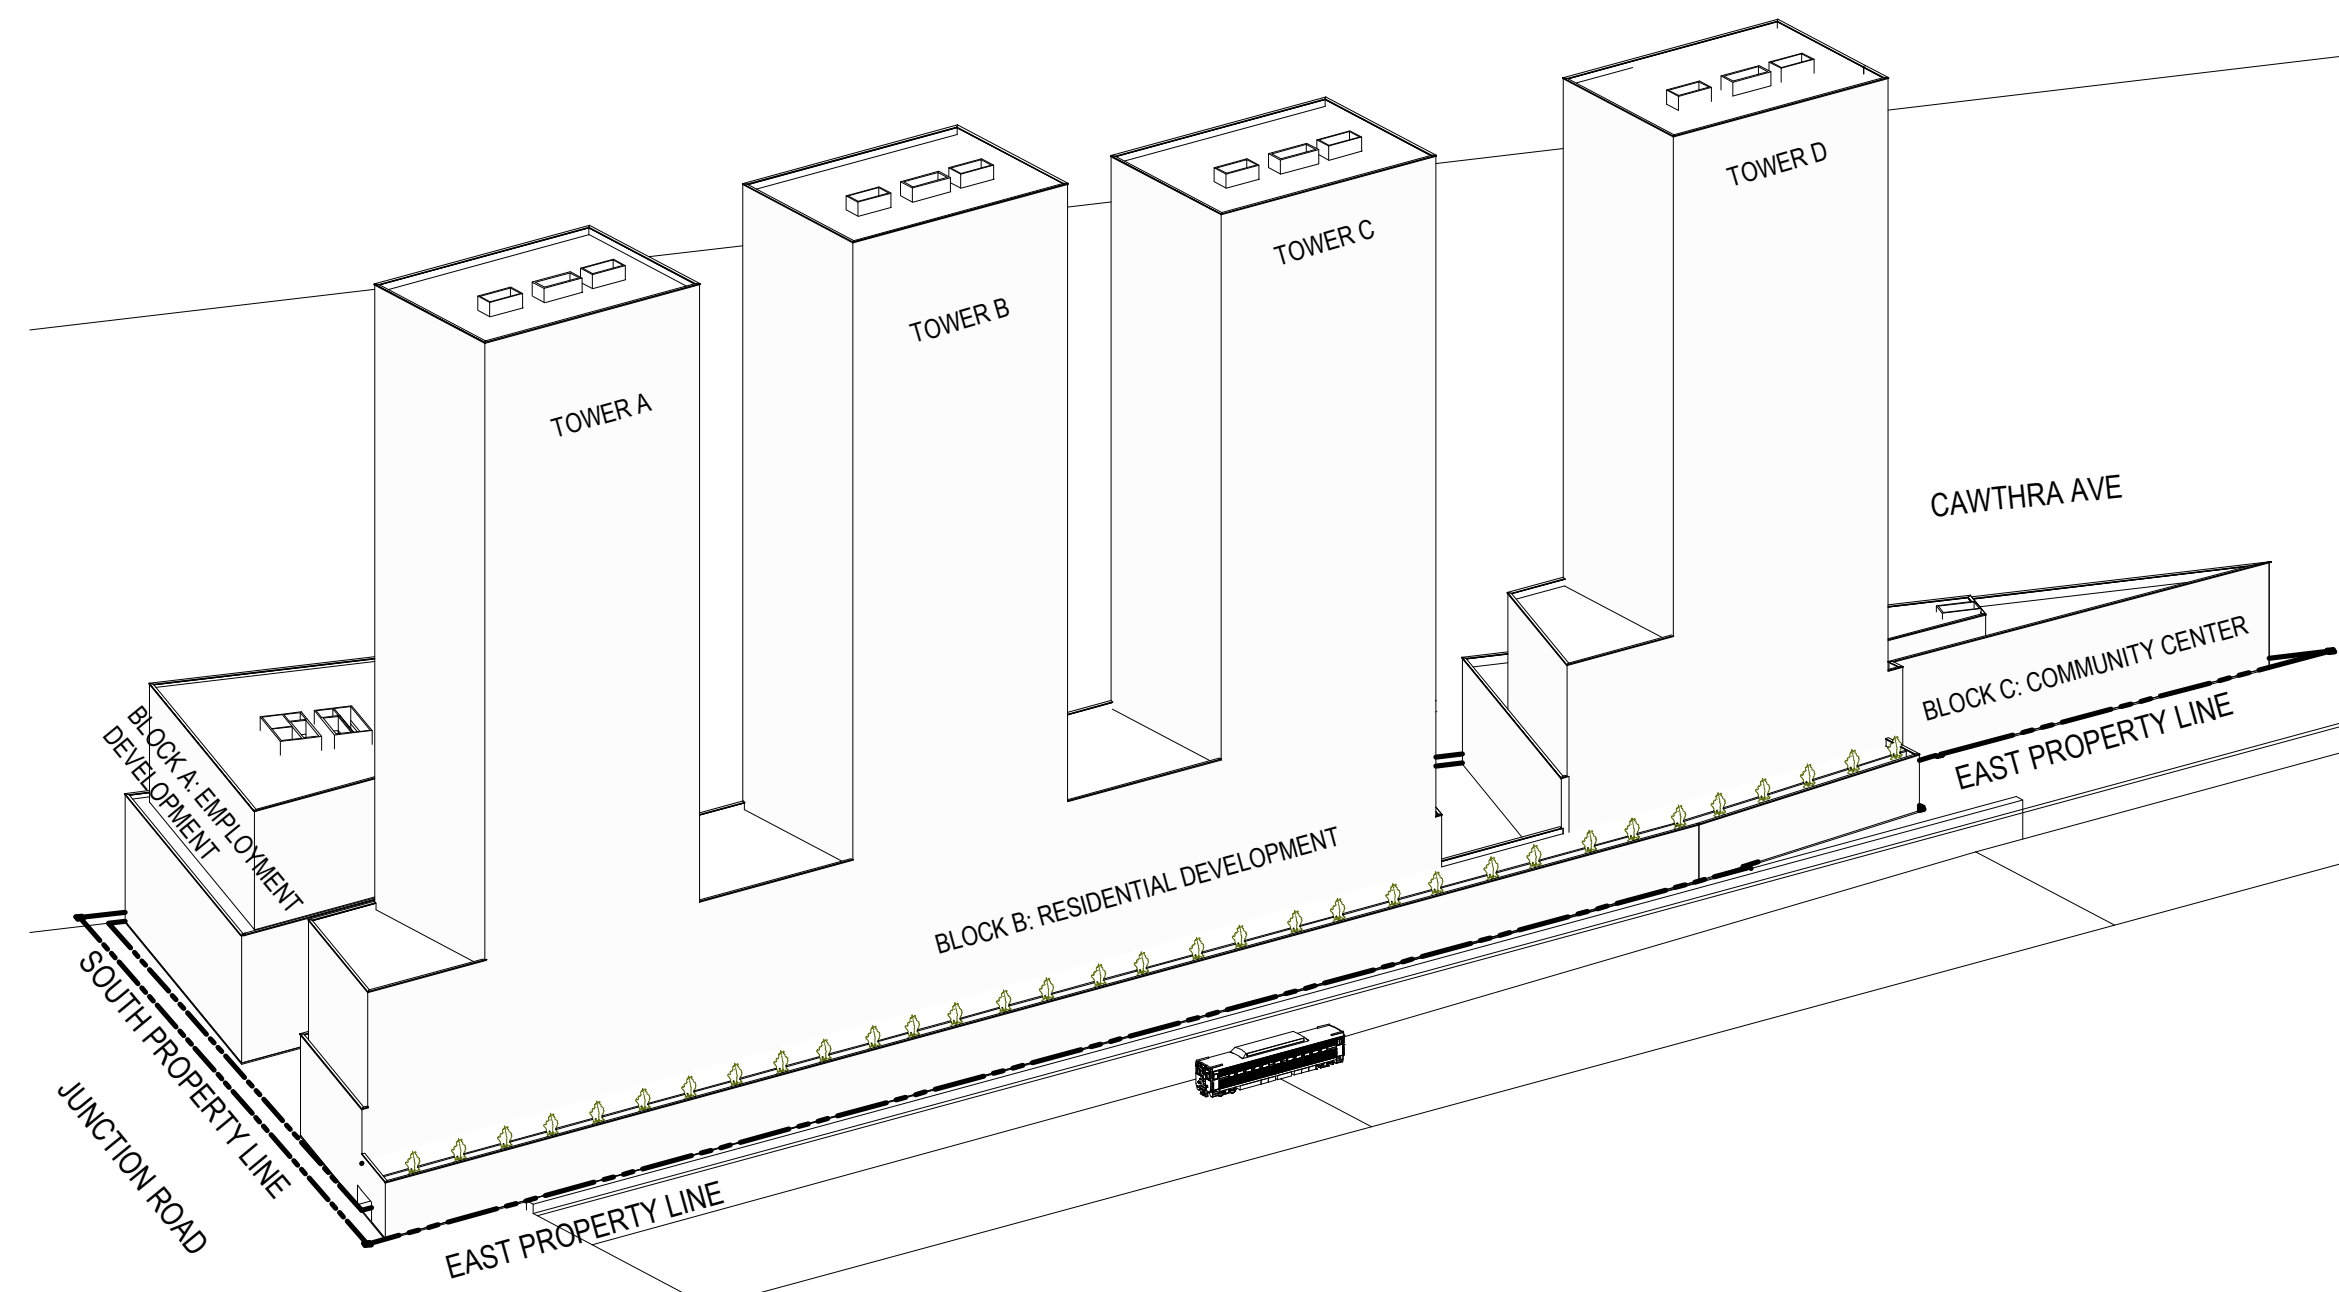 TOWER D
TOWER C
TOWER B
TOWER A
CAWTHRA AVE
BLOCK C: COMMUNITY CENTER
EAST PROPERTY LINE
BLOCK A: EMPLOYMENT
DEVELOPMENT
BLOCK B: RESIDENTIAL DEVELOPMENT
SOUTH PROPERTY LINE
JUNCTION ROAD
EAST PROPERTY LINE